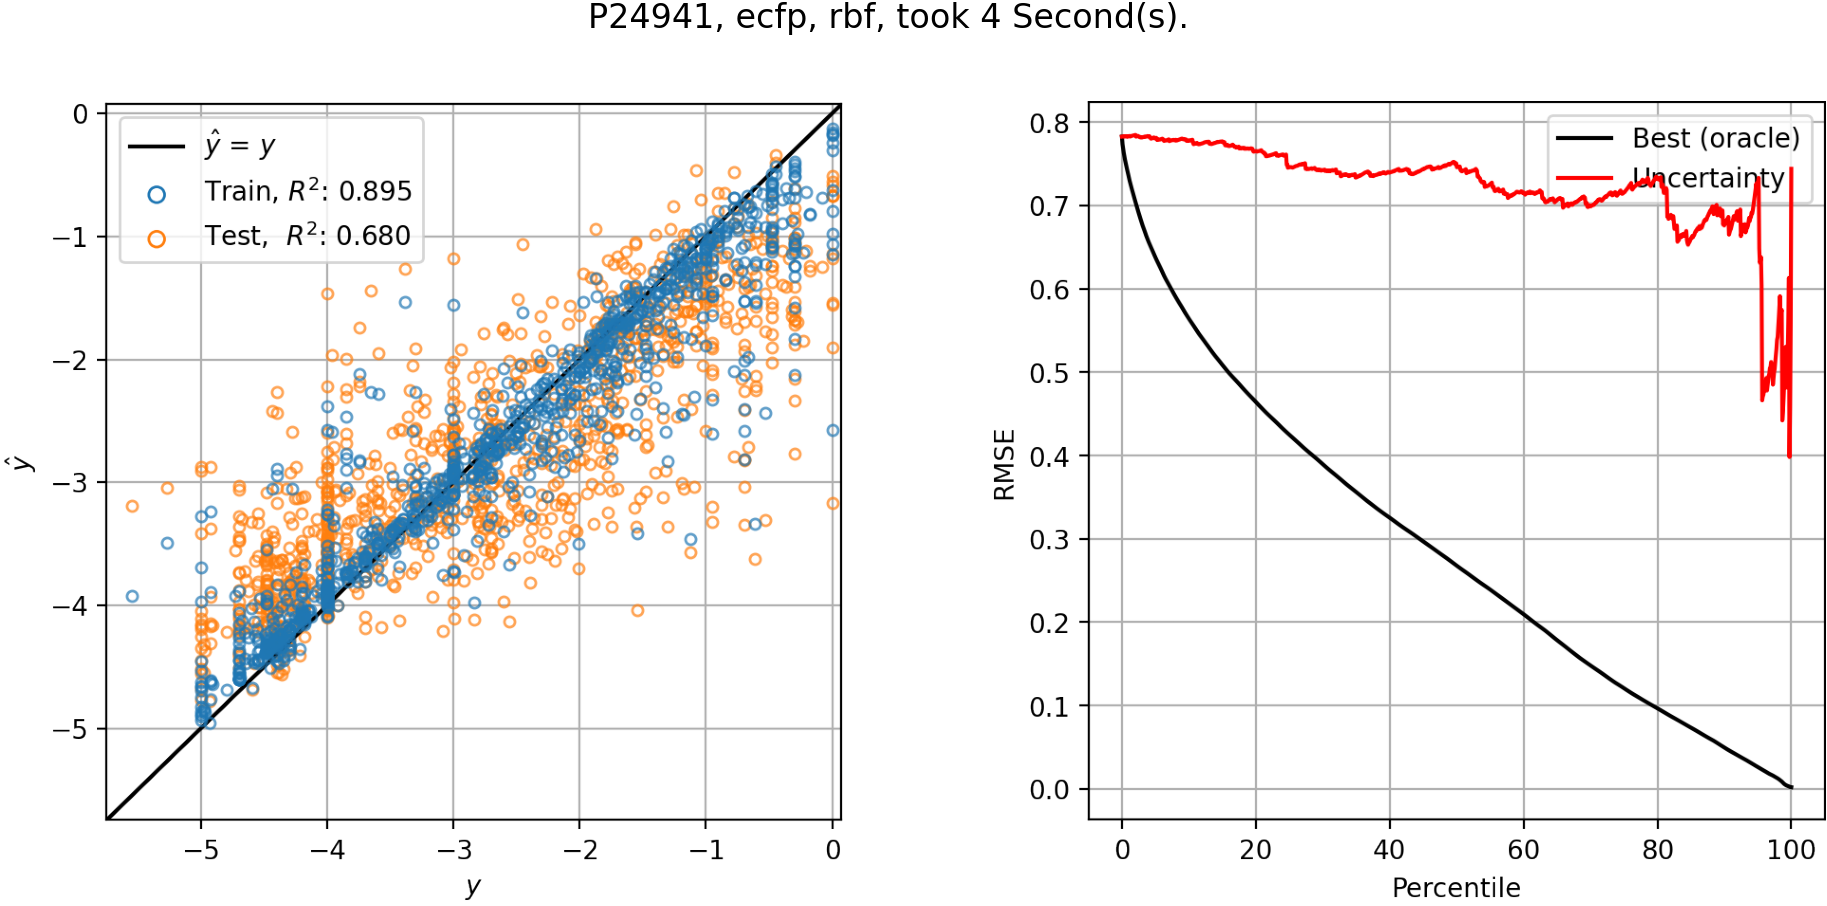 P24941, ecfp, rbf, took 4 Second(s).
ŷ = y
Train, R²: 0.895
Test, R²: 0.680
0
−1
−2
−3
−4
−5
ŷ
−5 −4 −3 −2 −1 0
y
Best (oracle)
Uncertainty
0.8
0.7
0.6
0.5
0.4
0.3
0.2
0.1
0.0
RMSE
0 20 40 60 80 100
Percentile